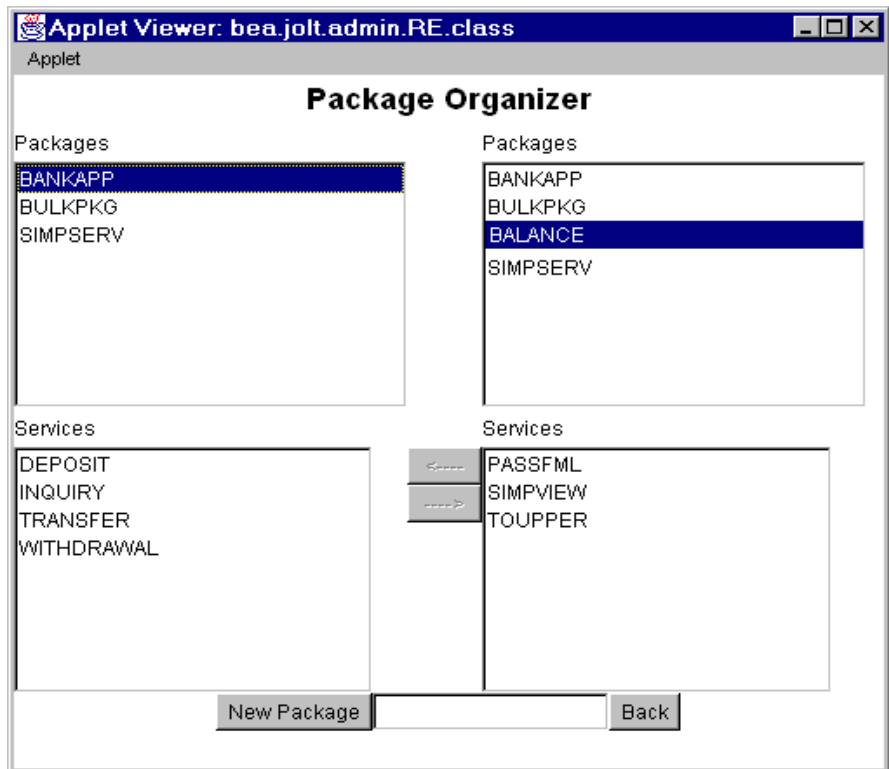 Applet Viewer: bea.jolt.admin.RE.class
Applet
Package Organizer
Packages
BANKAPP
BULKPKG
SIMPSERV
Packages
BANKAPP
BULKPKG
BALANCE
SIMPSERV
Services
DEPOSIT
INQUIRY
TRANSFER
WITHDRAWAL
<----
---->
Services
PASSFML
SIMPVIEW
TOUPPER
New Package
Back